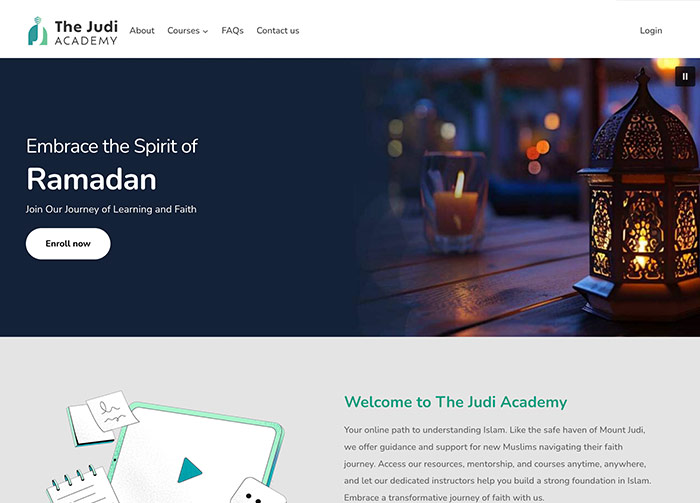 The Judi
ACADEMY
About
Courses
FAQs
Contact us
Login
Embrace the Spirit of
Ramadan
Join Our Journey of Learning and Faith
Enroll now
Welcome to The Judi Academy
Your online path to understanding Islam. Like the safe haven of Mount Judi,
we offer guidance and support for new Muslims navigating their faith
journey. Access our resources, mentorship, and courses anytime, anywhere,
and let our dedicated instructors help you build a strong foundation in Islam.
Embrace a transformative journey of faith with us.